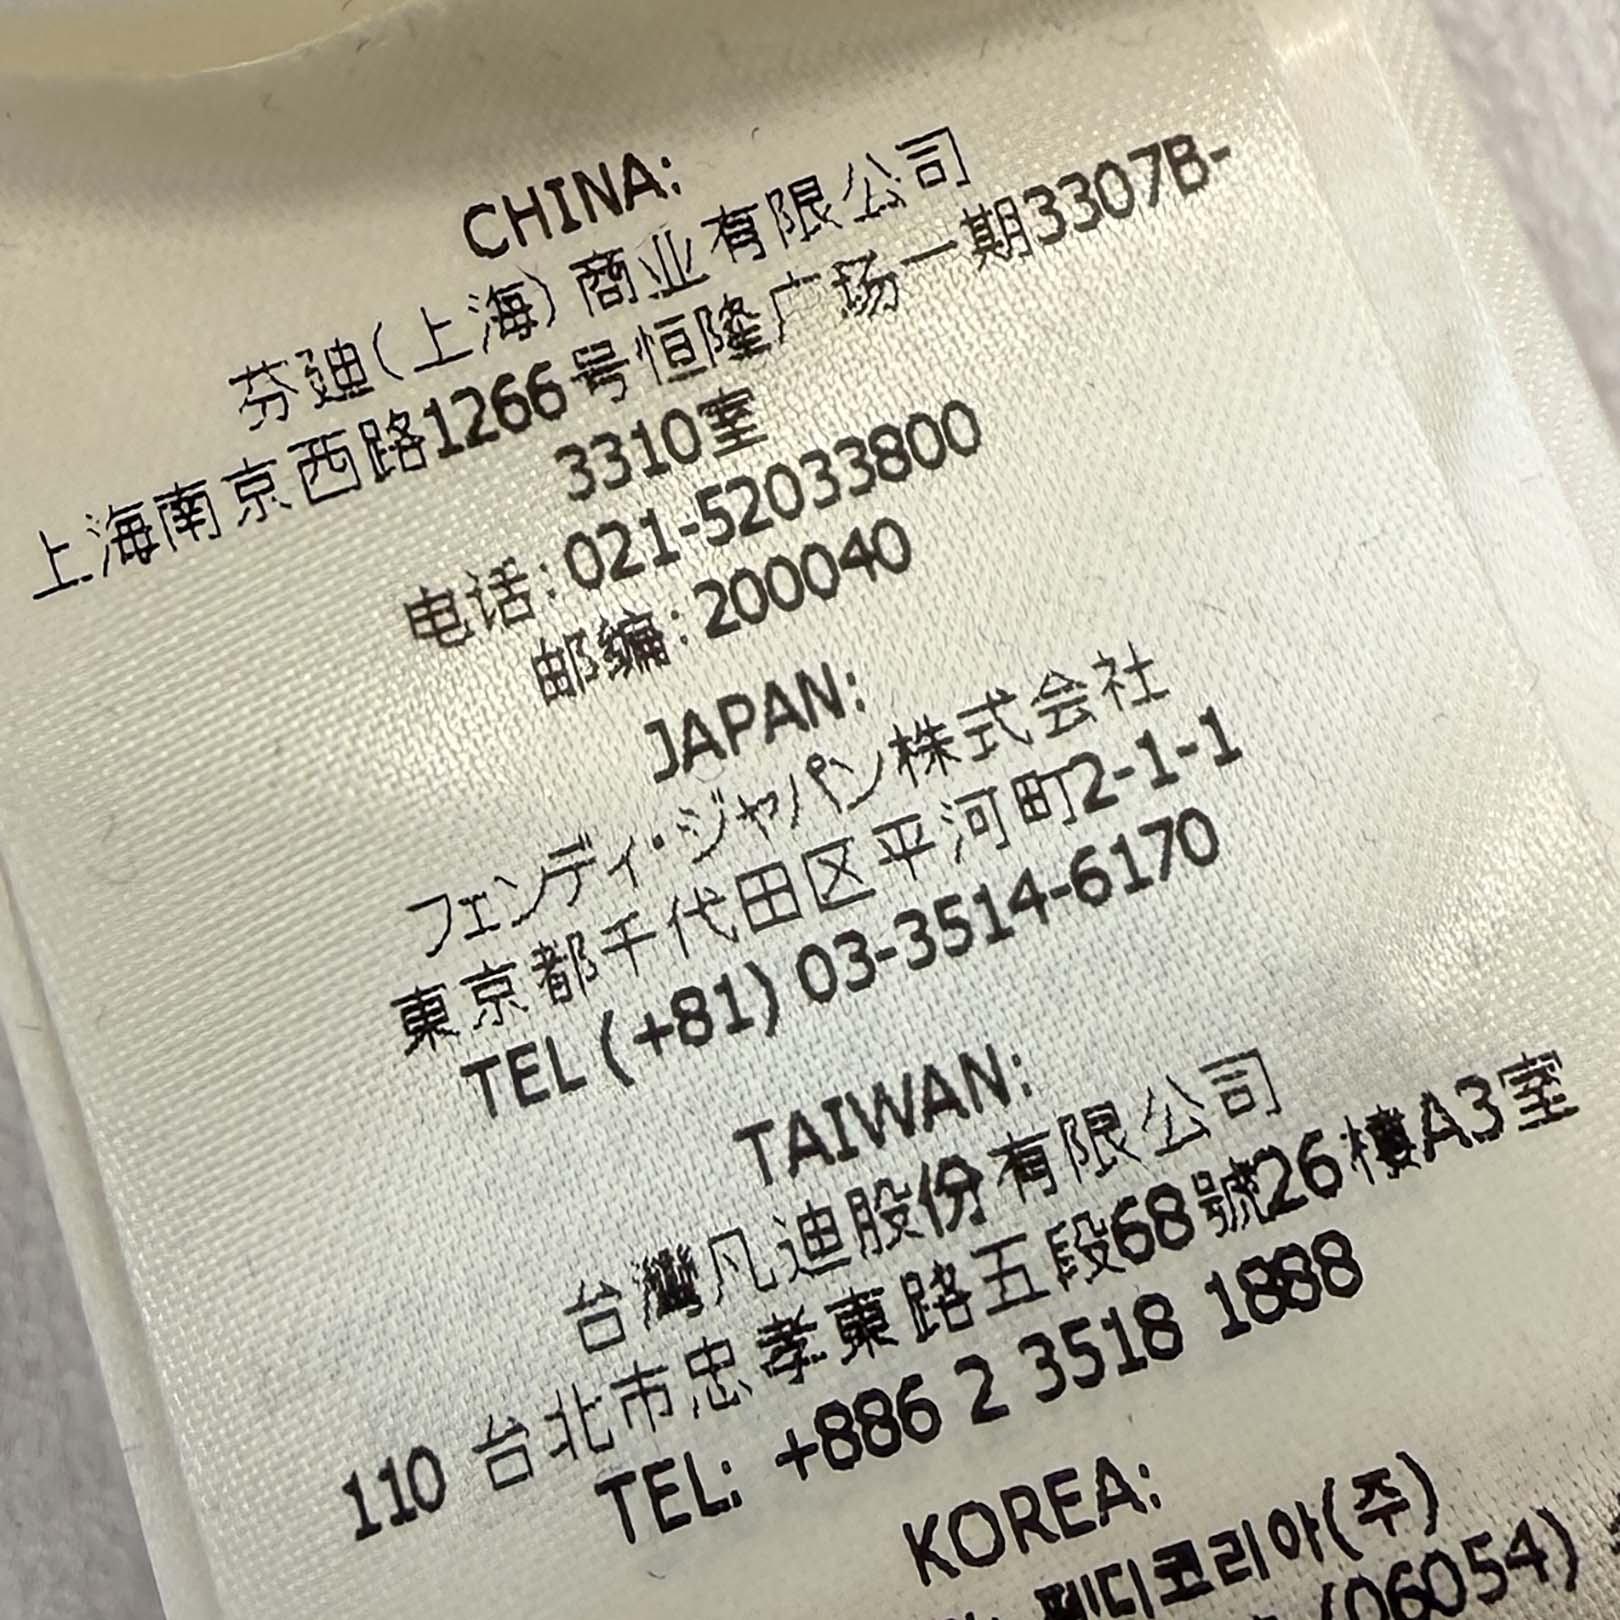 CHINA:
芬迪(上海)商业有限公司
上海南京西路1266号恒隆广场一期3307B-
3310室
电话:021-52033800
邮编:200040
JAPAN:
フェンディ・ジャパン株式会社
東京都千代田区平河町2-1-1
TEL (+81) 03-3514-6170
TAIWAN:
台灣凡迪股份有限公司
110 台北市忠孝東路五段68號26樓A3室
TEL: +886 2 3518 1888
KOREA:
펜디코리아(주)
(06054)